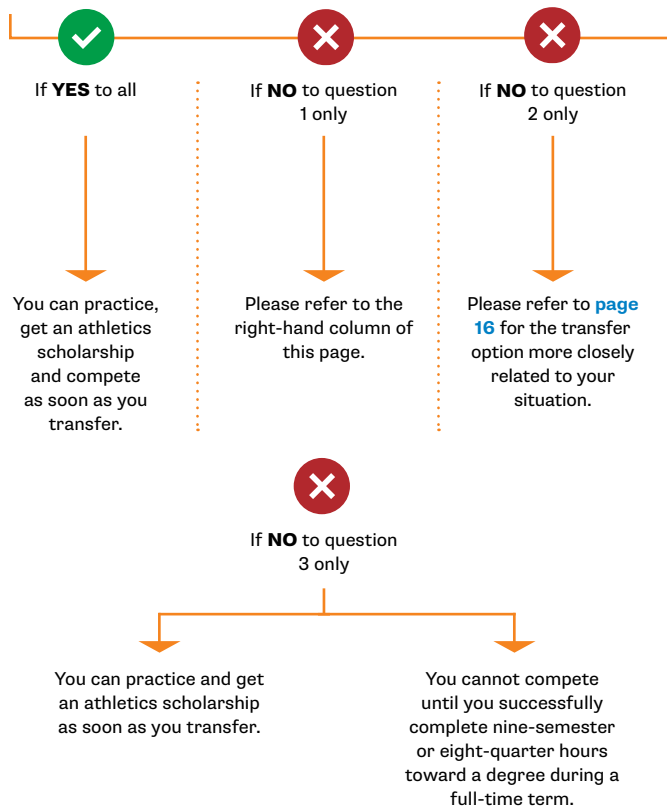 If YES to all
If NO to question
1 only
If NO to question
2 only
You can practice,
get an athletics
scholarship
and compete
as soon as you
transfer.
Please refer to the
right-hand column of
this page.
Please refer to page
16 for the transfer
option more closely
related to your
situation.
If NO to question
3 only
You can practice and get
an athletics scholarship
as soon as you transfer.
You cannot compete
until you successfully
complete nine-semester
or eight-quarter hours
toward a degree during a
full-time term.